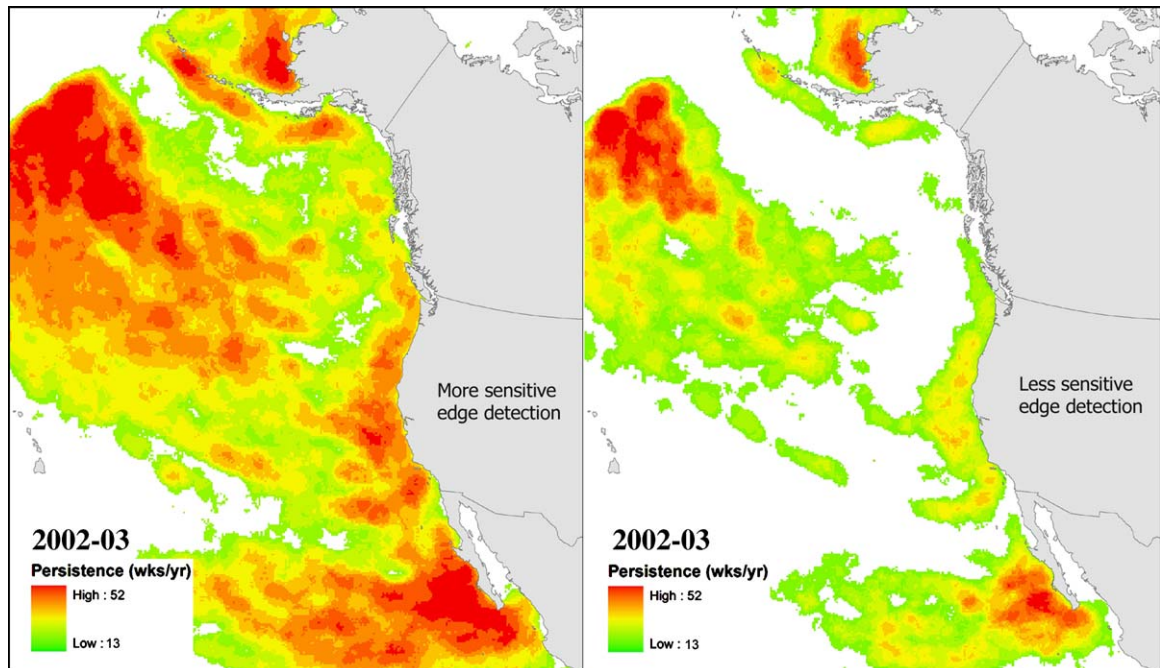 More sensitive
edge detection
2002-03
Persistence (wks/yr)
High : 52
Low : 13
Less sensitive
edge detection
2002-03
Persistence (wks/yr)
High : 52
Low : 13